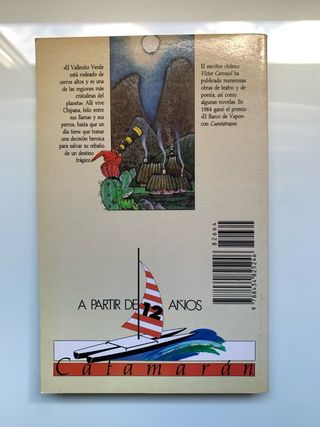 «El Vallecito Verde
está rodeado de
cerros altos y es una
de las regiones más
cristalinas del
planeta». Allí vive
Chipana, feliz entre
sus llamas y sus
perros, hasta que un
día tiene que tomar
una decisión heroica
para salvar su rebaño
de un destino
trágico.
El escritor chileno
Víctor Carvajal ha
publicado numerosas
obras de teatro y de
poesía, así como
algunas novelas. En
1984 ganó el premio
«El Barco de Vapor»
con Cuentatrapos.
82664
9 788434 825246
A PARTIR DE 12 AÑOS
Catamarán